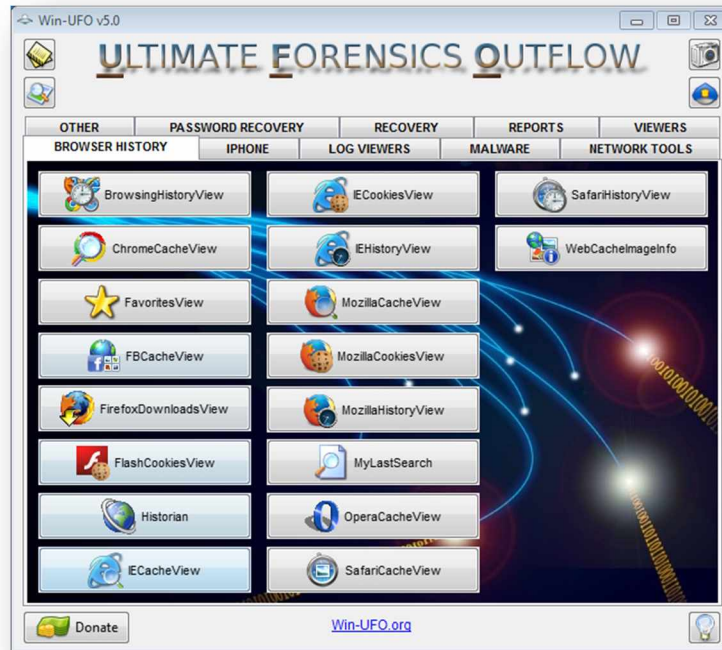 Win-UFO v5.0
ULTIMATE FORENSICS OUTFLOW
OTHER PASSWORD RECOVERY RECOVERY REPORTS VIEWERS
BROWSER HISTORY IPHONE LOG VIEWERS MALWARE NETWORK TOOLS
BrowsingHistoryView IECookiesView SafariHistoryView
ChromeCacheView IEHistoryView WebCacheImageInfo
FavoritesView MozillaCacheView
FBCacheView MozillaCookiesView
FirefoxDownloadsView MozillaHistoryView
FlashCookiesView MyLastSearch
Historian OperaCacheView
IECacheView SafariCacheView
Donate Win-UFO.org